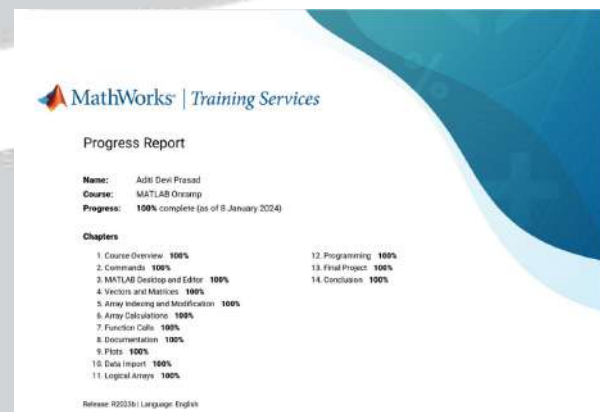 MathWorks® | Training Services
Progress Report
Name: Aditi Devi Prasad
Course: MATLAB Onramp
Progress: 100% complete (as of 8 January 2024)
Chapters
1. Course Overview 100%
2. Commands 100%
3. MATLAB Desktop and Editor 100%
4. Vectors and Matrices 100%
5. Array Indexing and Modification 100%
6. Array Calculations 100%
7. Function Calls 100%
8. Documentation 100%
9. Plots 100%
10. Data Import 100%
11. Logical Arrays 100%
12. Programming 100%
13. Final Project 100%
14. Conclusion 100%
Release: R2023b | Language: English